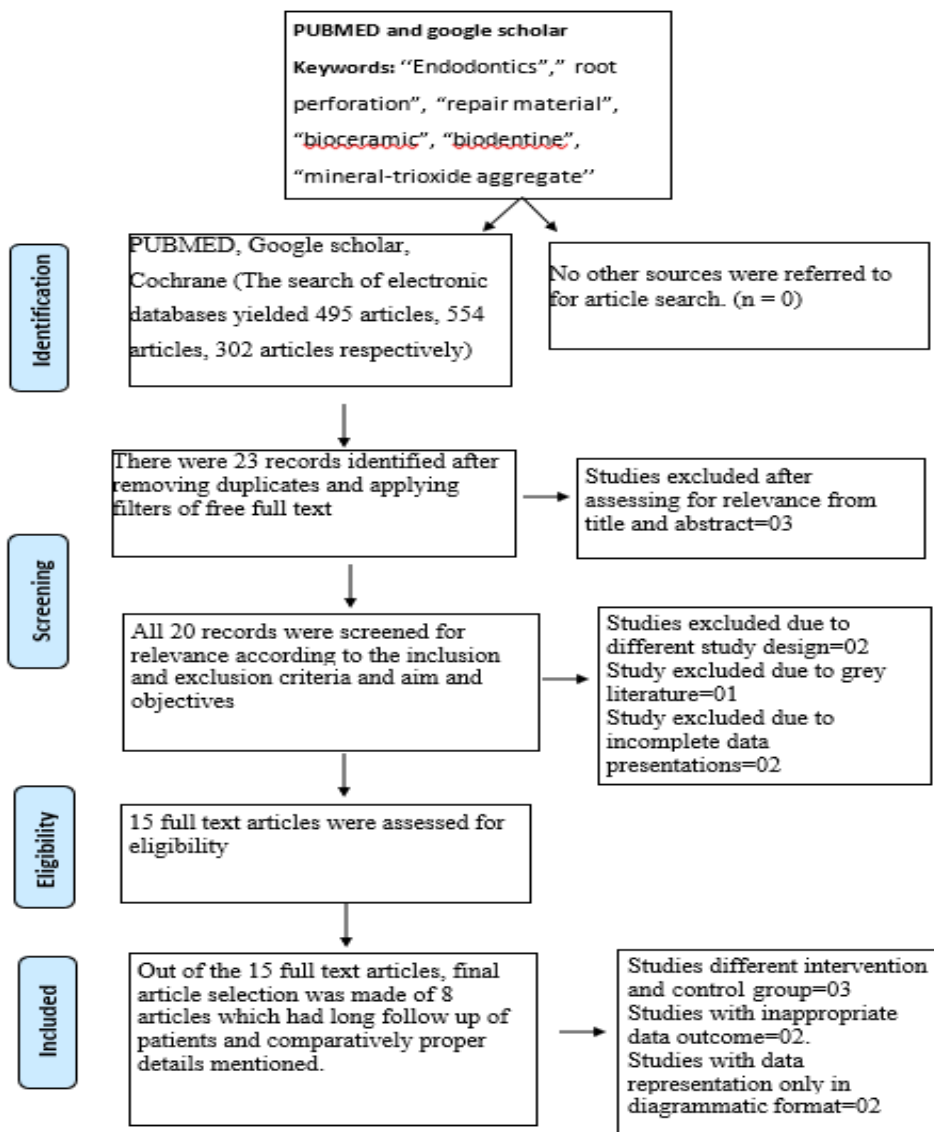 PUBMED and google scholar
Keywords: “Endodontics”,” root
perforation”, “repair material”,
“bioceramic”, “biodentine”,
“mineral-trioxide aggregate”
Identification
PUBMED, Google scholar,
Cochrane (The search of electronic
databases yielded 495 articles, 554
articles, 302 articles respectively)
No other sources were referred to
for article search. (n = 0)
Screening
There were 23 records identified after
removing duplicates and applying
filters of free full text
Studies excluded after
assessing for relevance from
title and abstract=03
All 20 records were screened for
relevance according to the inclusion
and exclusion criteria and aim and
objectives
Studies excluded due to
different study design=02
Study excluded due to grey
literature=01
Study excluded due to
incomplete data
presentations=02
Eligibility
15 full text articles were assessed for
eligibility
Included
Out of the 15 full text articles, final
article selection was made of 8
articles which had long follow up of
patients and comparatively proper
details mentioned.
Studies different intervention
and control group=03
Studies with inappropriate
data outcome=02.
Studies with data
representation only in
diagrammatic format=02